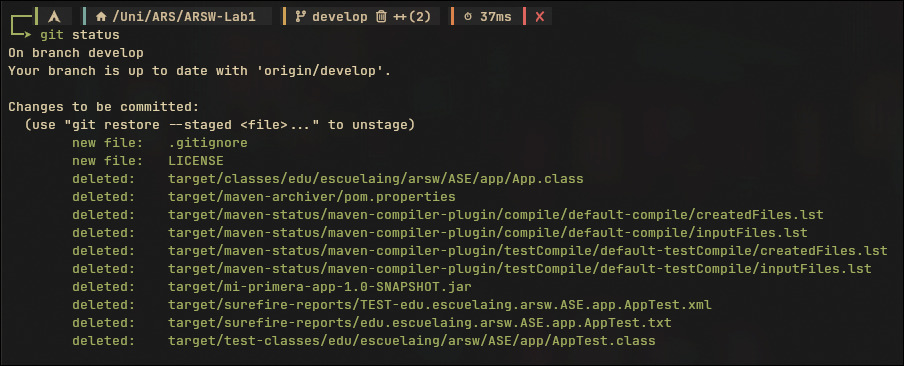 /Uni/ARS/ARSW-Lab1 develop ++(2) 37ms ✗
git status
On branch develop
Your branch is up to date with 'origin/develop'.
Changes to be committed:
(use "git restore --staged <file>..." to unstage)
new file: .gitignore
new file: LICENSE
deleted: target/classes/edu/escuelaing/arsw/ASE/app/App.class
deleted: target/maven-archiver/pom.properties
deleted: target/maven-status/maven-compiler-plugin/compile/default-compile/createdFiles.lst
deleted: target/maven-status/maven-compiler-plugin/compile/default-compile/inputFiles.lst
deleted: target/maven-status/maven-compiler-plugin/testCompile/default-testCompile/createdFiles.lst
deleted: target/maven-status/maven-compiler-plugin/testCompile/default-testCompile/inputFiles.lst
deleted: target/mi-primera-app-1.0-SNAPSHOT.jar
deleted: target/surefire-reports/TEST-edu.escuelaing.arsw.ASE.app.AppTest.xml
deleted: target/surefire-reports/edu.escuelaing.arsw.ASE.app.AppTest.txt
deleted: target/test-classes/edu/escuelaing/arsw/ASE/app/AppTest.class